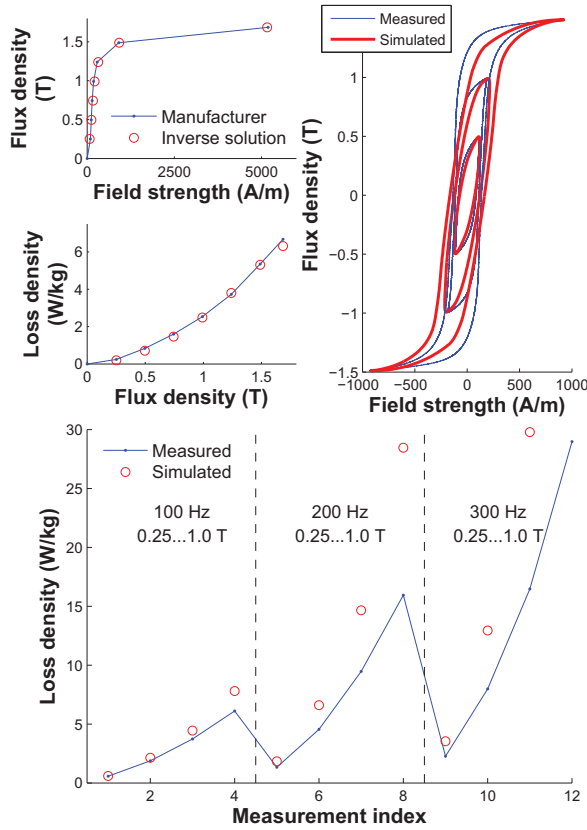 Flux density
(T)
1.5
1
0.5
0
0
2500
5000
Field strength (A/m)
Manufacturer
Inverse solution
Loss density
(W/kg)
6
4
2
0
0
0.5
1
1.5
Flux density (T)
Measured
Simulated
Flux density (T)
1
0.5
0
−0.5
−1
−1.5
−1000
−500
0
500
1000
Field strength (A/m)
Loss density (W/kg)
30
25
20
15
10
5
0
Measured
Simulated
100 Hz
0.25...1.0 T
200 Hz
0.25...1.0 T
300 Hz
0.25...1.0 T
2
4
6
8
10
12
Measurement index